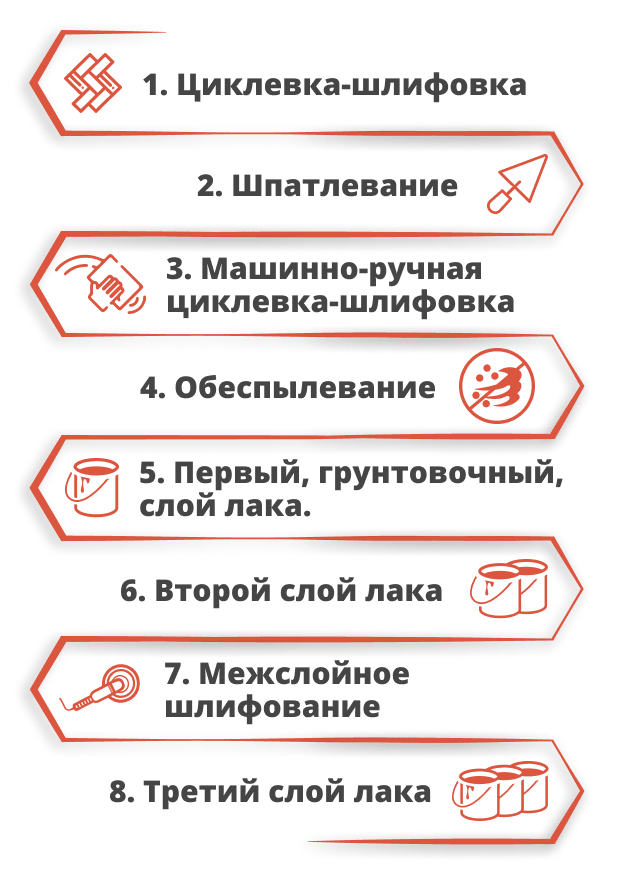 1. Циклевка-шлифовка
2. Шпатлевание
3. Машинно-ручная
циклевка-шлифовка
4. Обеспылевание
5. Первый, грунтовочный,
слой лака.
6. Второй слой лака
7. Межслойное
шлифование
8. Третий слой лака